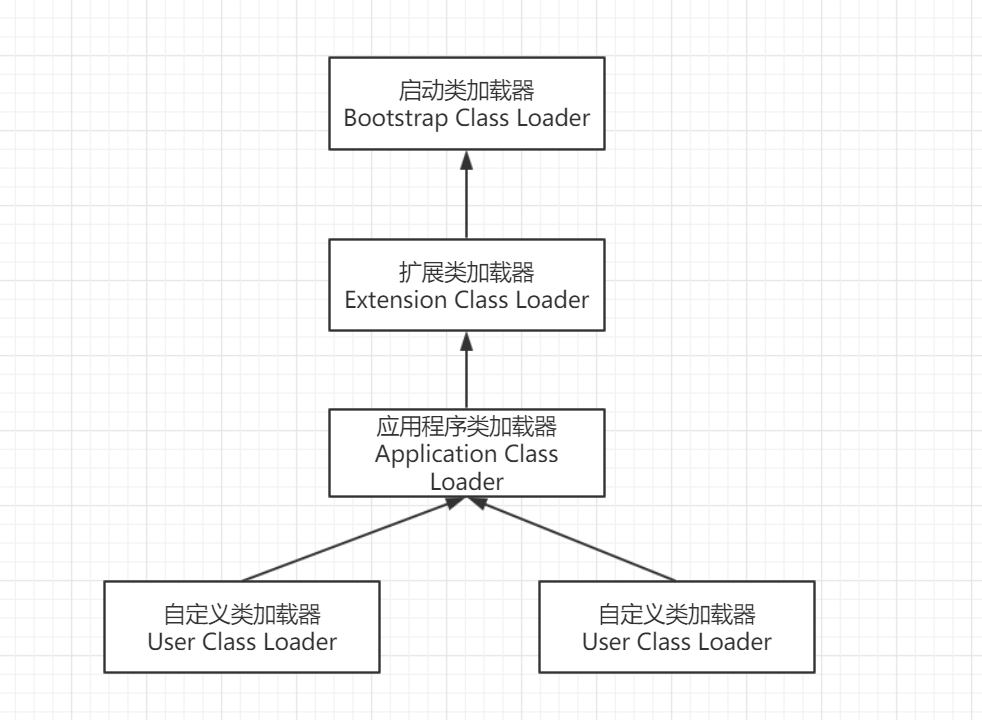 启动类加载器
Bootstrap Class Loader
扩展类加载器
Extension Class Loader
应用程序类加载器
Application Class
Loader
自定义类加载器
User Class Loader
自定义类加载器
User Class Loader